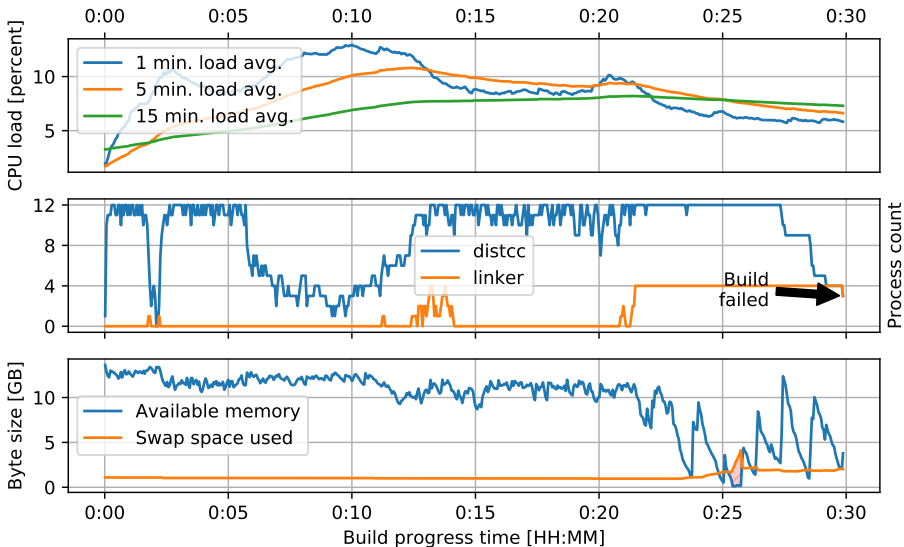 0:00 0:05 0:10 0:15 0:20 0:25 0:30
CPU load [percent]
10
5
1 min. load avg.
5 min. load avg.
15 min. load avg.
12
8
4
0
distcc
linker
Build
failed
Process count
Byte size [GB]
10
5
0
Available memory
Swap space used
0:00 0:05 0:10 0:15 0:20 0:25 0:30
Build progress time [HH:MM]